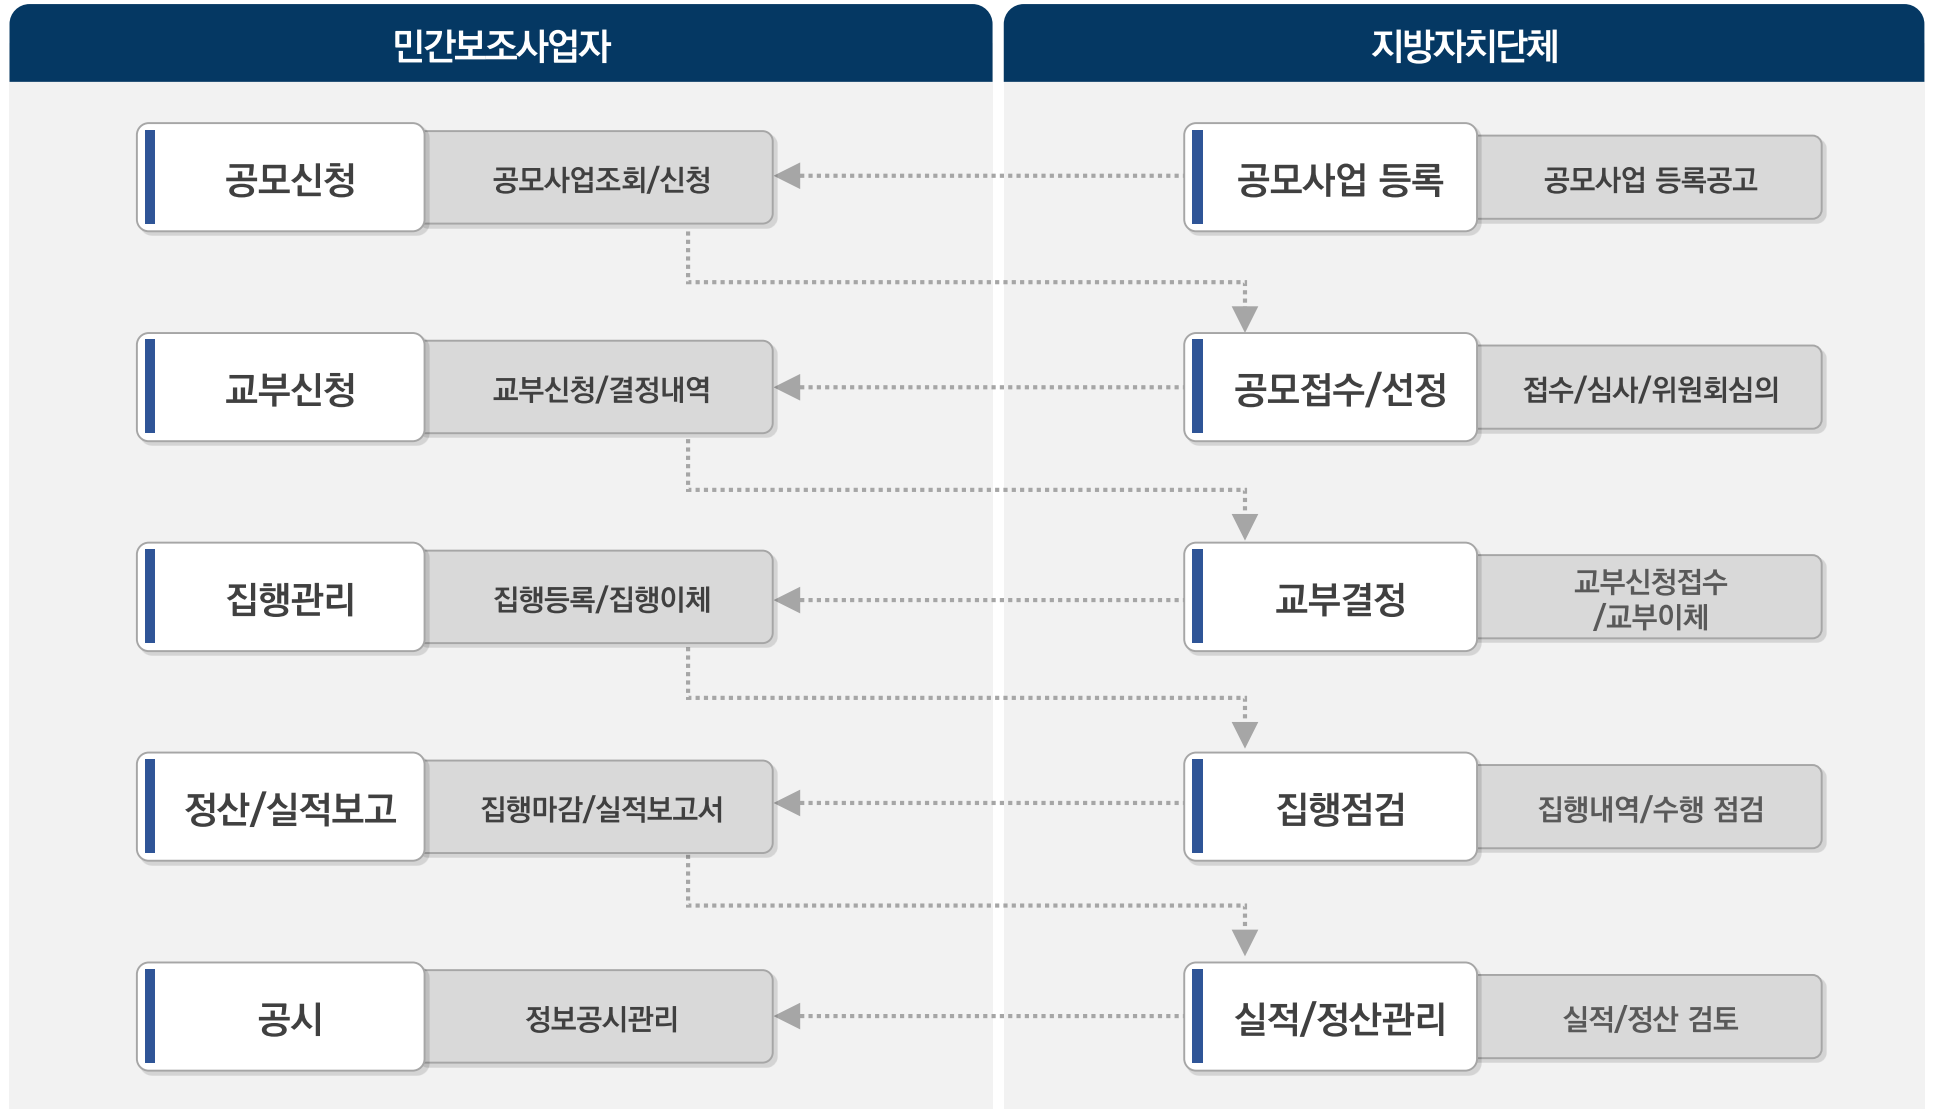 민간보조사업자
지방자치단체
공모신청
공모사업조회/신청
공모사업 등록
공모사업 등록공고
교부신청
교부신청/결정내역
공모접수/선정
접수/심사/위원회심의
집행관리
집행등록/집행이체
교부결정
교부신청접수
/교부이체
정산/실적보고
집행마감/실적보고서
집행점검
집행내역/수행 점검
공시
정보공시관리
실적/정산관리
실적/정산 검토